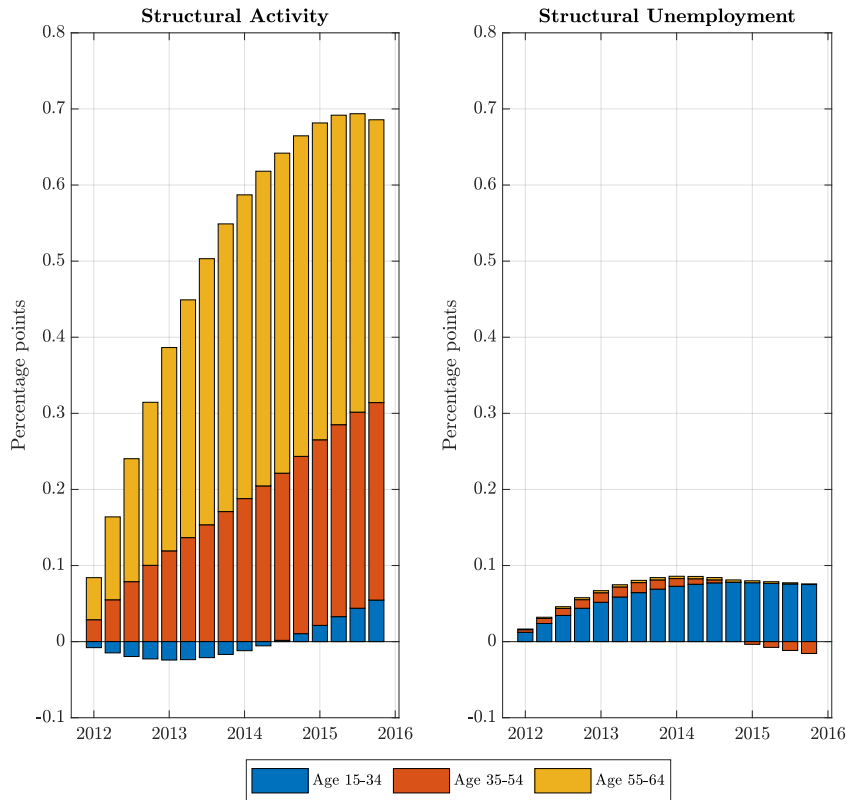 Structural Activity
Structural Unemployment
0.8
0.7
0.6
0.5
0.4
0.3
0.2
0.1
0
-0.1
Percentage points
2012 2013 2014 2015 2016
0.8
0.7
0.6
0.5
0.4
0.3
0.2
0.1
0
-0.1
Percentage points
2012 2013 2014 2015 2016
Age 15-34 Age 35-54 Age 55-64